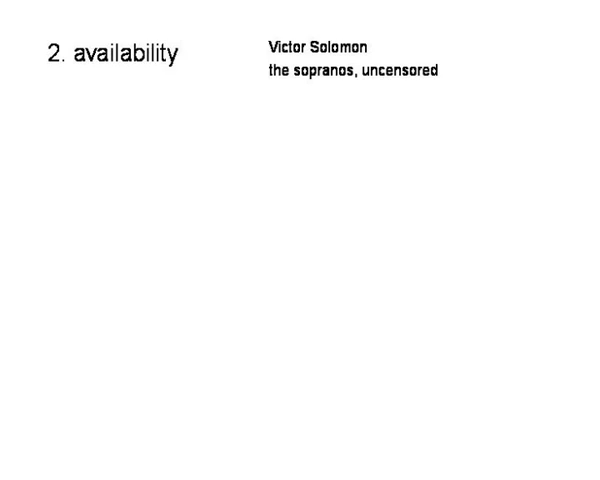 2. availability
Victor Solomon
the sopranos, uncensored